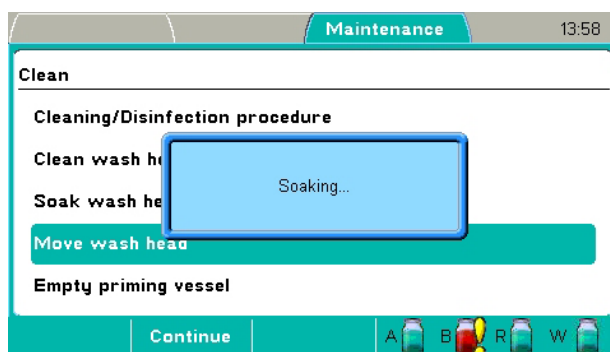 Maintenance 13:58
Clean
Cleaning/Disinfection procedure
Clean wash he
Soaking...
Soak wash he
Move wash head
Empty priming vessel
Continue A B R W